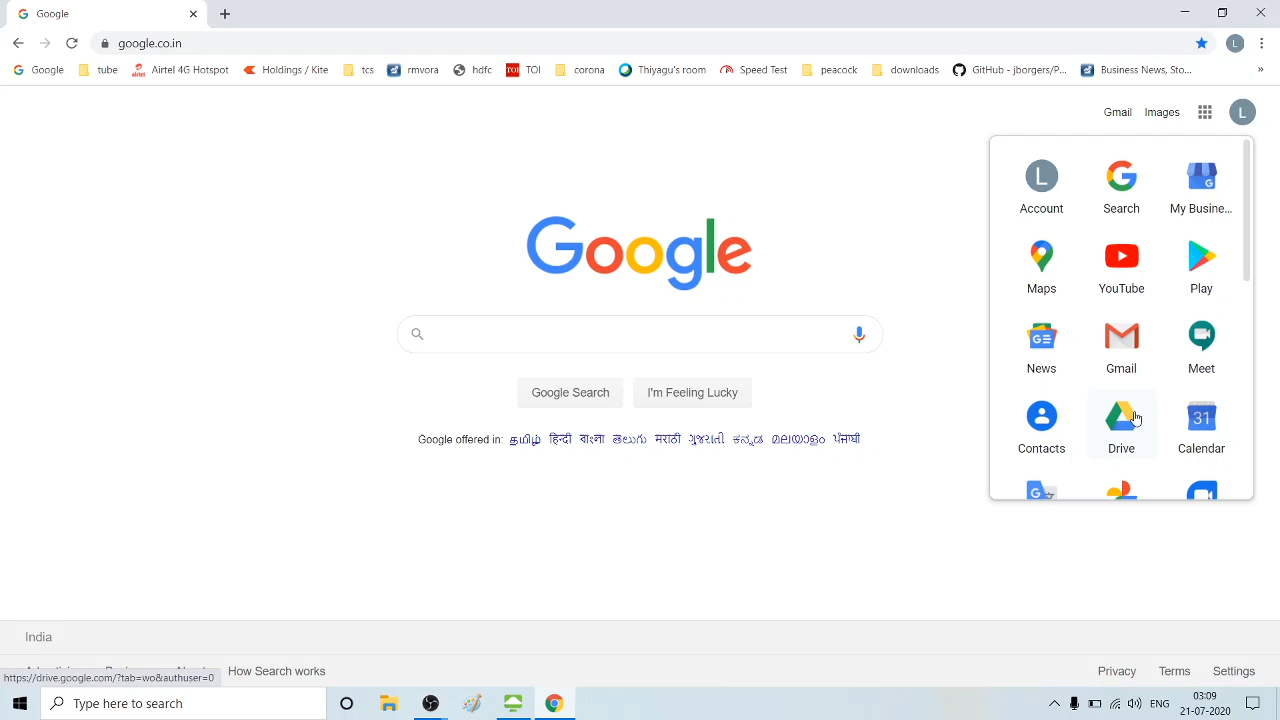 Google
google.co.in
Google tube Airtel 4G Hotspot Holdings / Kite tcs rmvora hdfc TOI TOI corona Thiyagu's room Speed Test peacock downloads GitHub - jborgers/P... Business News, Sto... »
L
Gmail Images L
L
Account Search My Busine...
Maps YouTube Play
News Gmail Meet
31
Contacts Drive Calendar
Google
Google Search I'm Feeling Lucky
Google offered in: தமிழ் हिन्दी বাংলা తెలుగు मराठी ગુજરાતી ಕನ್ನಡ മലയാളം ਪੰਜਾਬੀ
India
How Search works Privacy Terms Settings
https://drive.google.com/?tab=wo&authuser=0
Type here to search ENG 03:09
21-07-2020